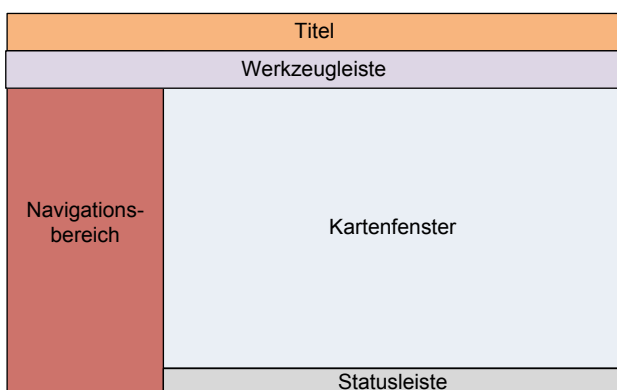 Titel
Werkzeugleiste
Navigations-
bereich
Kartenfenster
Statusleiste